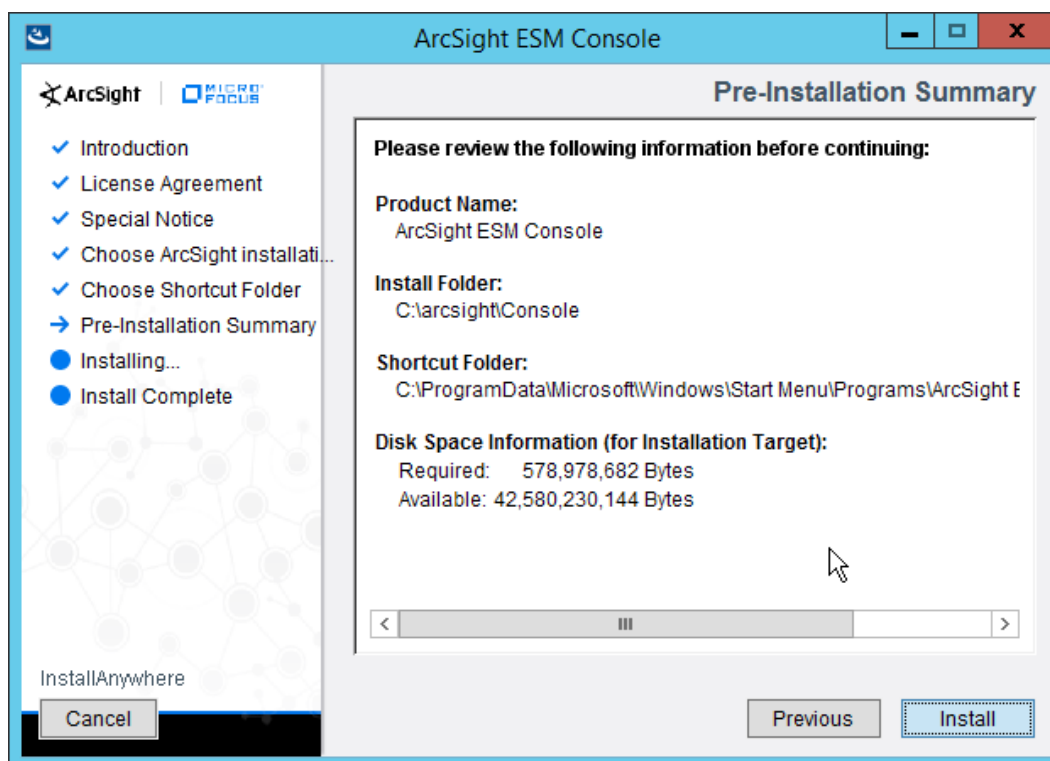 ArcSight ESM Console
ArcSight
MICRO FOCUS
Pre-Installation Summary
Introduction
License Agreement
Special Notice
Choose ArcSight installati...
Choose Shortcut Folder
Pre-Installation Summary
Installing...
Install Complete
Please review the following information before continuing:
Product Name:
ArcSight ESM Console
Install Folder:
C:\arcsight\Console
Shortcut Folder:
C:\ProgramData\Microsoft\Windows\Start Menu\Programs\ArcSight E
Disk Space Information (for Installation Target):
Required: 578,978,682 Bytes
Available: 42,580,230,144 Bytes
InstallAnywhere
Cancel
Previous
Install